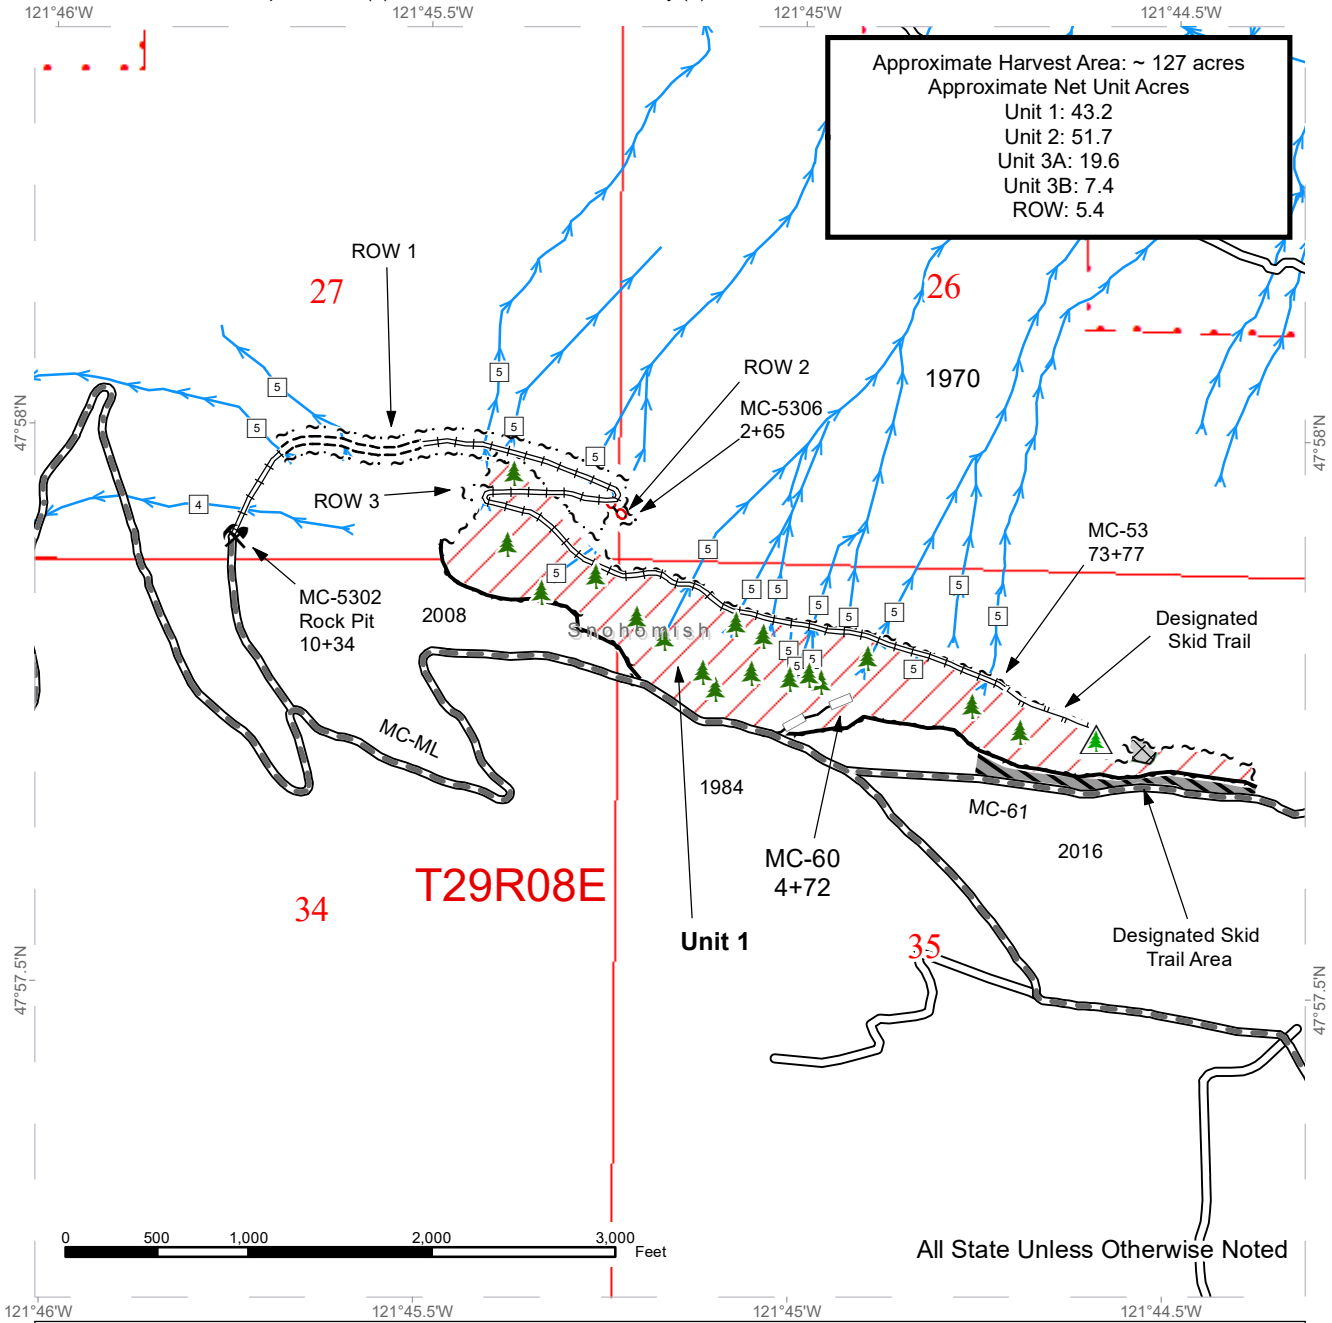 121°46'W
121°45.5'W
121°45'W
121°44.5'W
Approximate Harvest Area: ~ 127 acres
Approximate Net Unit Acres
Unit 1: 43.2
Unit 2: 51.7
Unit 3A: 19.6
Unit 3B: 7.4
ROW: 5.4
ROW 1
27
26
ROW 2
1970
5
5
MC-5306
2+65
47°58'N
47°58'N
5
5
5
ROW 3
4
MC-53
73+77
5
5
MC-5302
Rock Pit
10+34
2008
5
5
5
5
5
5
5
Snohomish
Designated
Skid Trail
5
5
5
5
MC-ML
1984
MC-61
2016
MC-60
4+72
T29R08E
34
Unit 1
35
Designated Skid
Trail Area
47°57.5'N
47°57.5'N
0
500
1,000
2,000
3,000
Feet
All State Unless Otherwise Noted
121°46'W
121°45.5'W
121°45'W
121°44.5'W